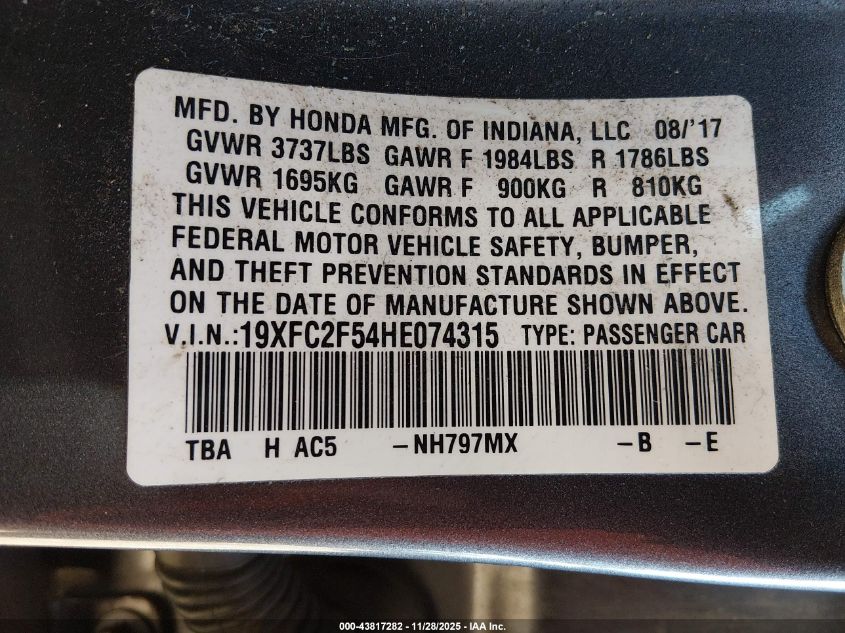 MFD. BY HONDA MFG. OF INDIANA, LLC 08/'17
GVWR 3737LBS GAWR F 1984LBS R 1786LBS
GVWR 1695KG GAWR F 900KG R 810KG
THIS VEHICLE CONFORMS TO ALL APPLICABLE
FEDERAL MOTOR VEHICLE SAFETY, BUMPER,
AND THEFT PREVENTION STANDARDS IN EFFECT
ON THE DATE OF MANUFACTURE SHOWN ABOVE.
V.I.N.:19XFC2F54HE074315 TYPE: PASSENGER CAR
TBA H AC5 –NH797MX –B –E
000-43817282 — 11/28/2025 — IAA Inc.